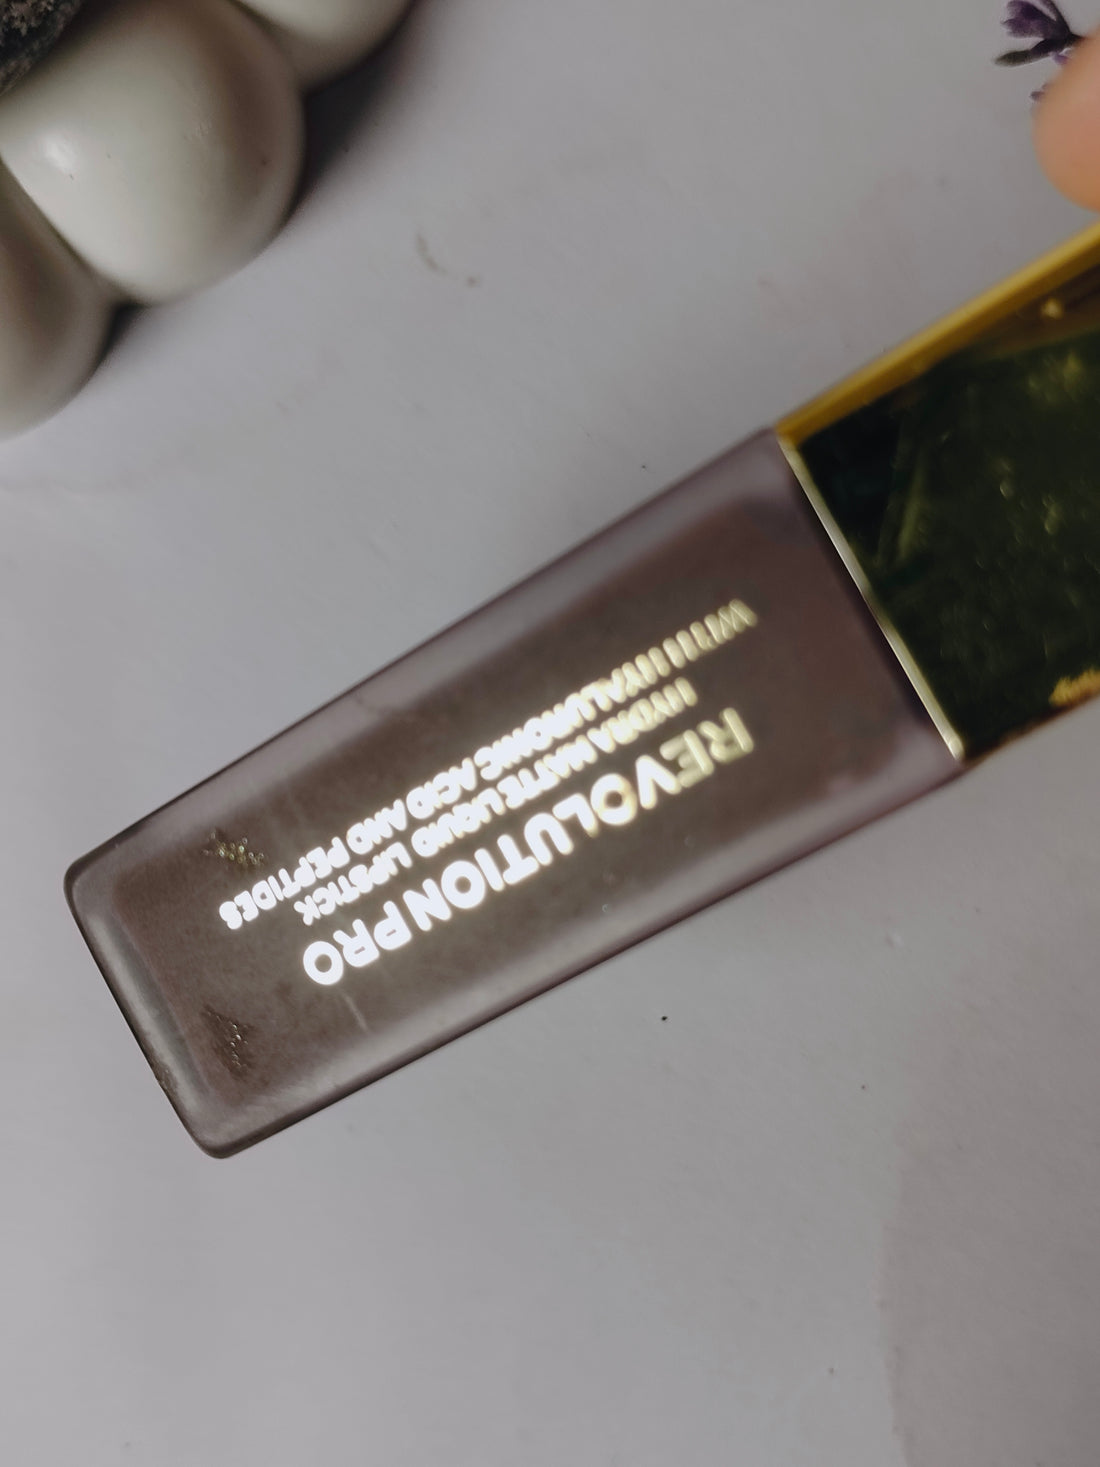 REVOLUTION PRO
HYDRA MATTE LIQUID LIPSTICK
WITH HYALURONIC ACID AND PEPTIDES